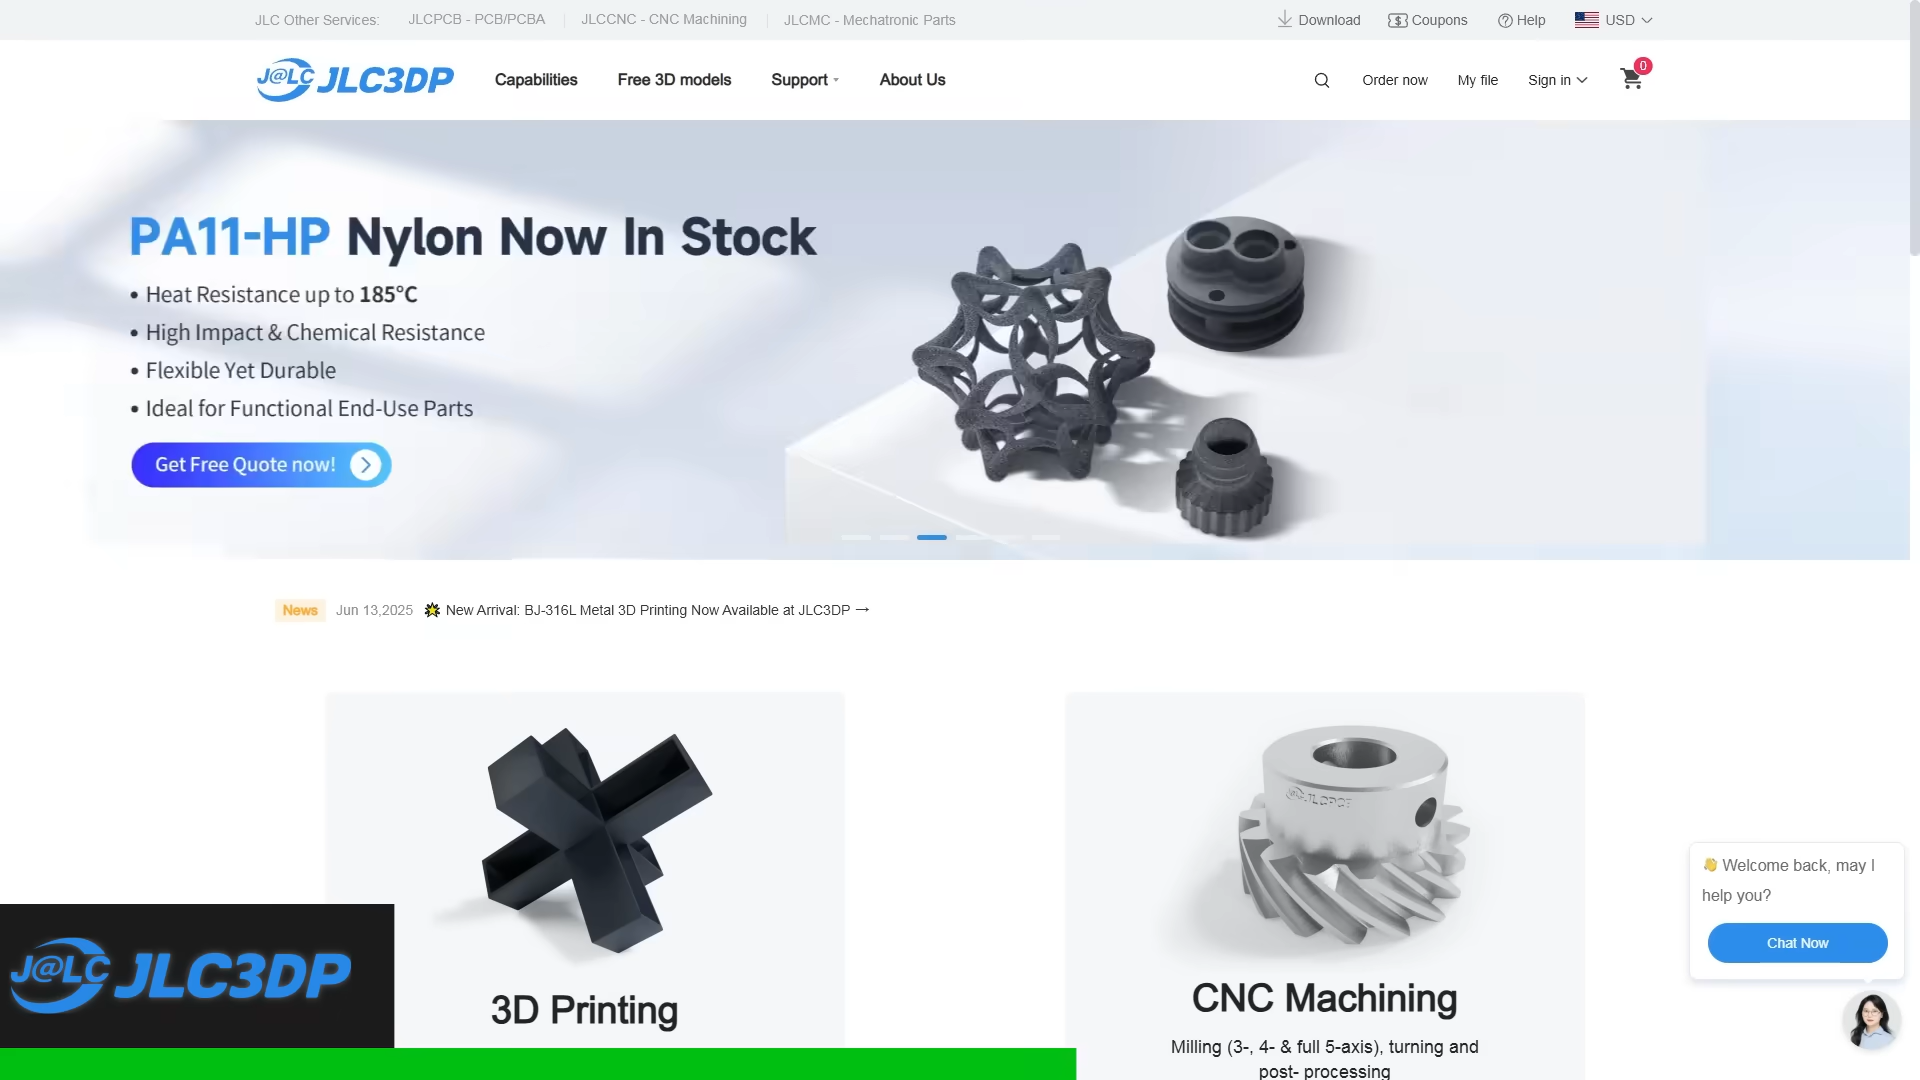 JLC Other Services: JLCPCB - PCB/PCBA JLCCNC - CNC Machining JLCMC - Mechatronic Parts Download Coupons Help USD
J@LC JLC3DP Capabilities Free 3D models Support About Us Order now My file Sign in 0
PA11-HP Nylon Now In Stock
• Heat Resistance up to 185°C
• High Impact & Chemical Resistance
• Flexible Yet Durable
• Ideal for Functional End-Use Parts
Get Free Quote now!
News Jun 13,2025 New Arrival: BJ-316L Metal 3D Printing Now Available at JLC3DP →
3D Printing
CNC Machining
Milling (3-, 4- & full 5-axis), turning and
post- processing
👋 Welcome back, may I
help you?
Chat Now
J@LC JLC3DP